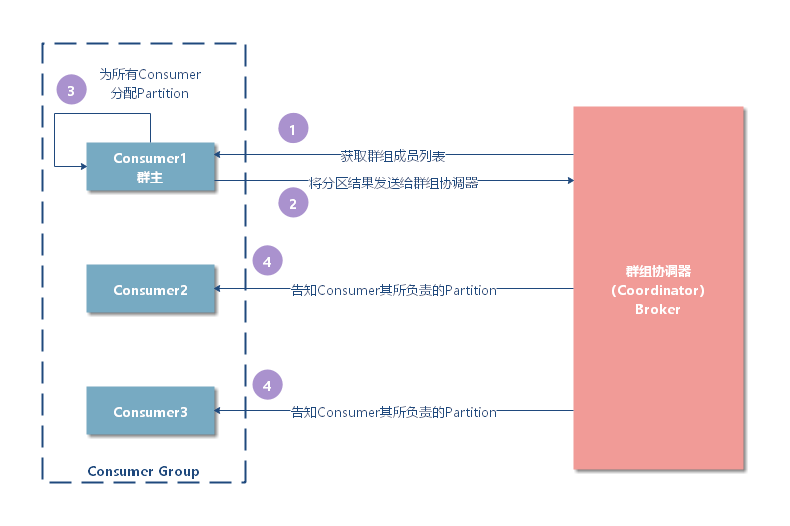 为所有Consumer
分配Partition
3
1
Consumer1
群主
获取群组成员列表
将分区结果发送给群组协调器
2
4
Consumer2
告知Consumer其所负责的Partition
群组协调器
（Coordinator）
Broker
4
Consumer3
告知Consumer其所负责的Partition
Consumer Group